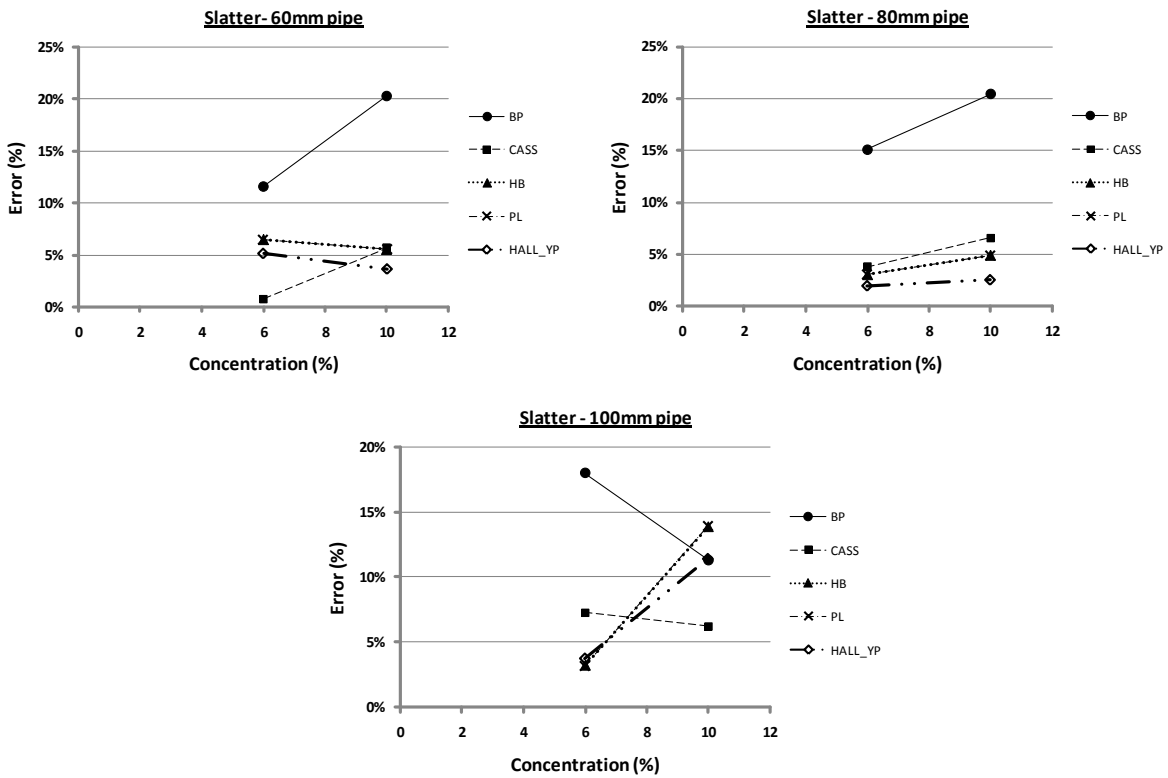 Slatter- 60mm pipe
25%
20%
15%
10%
5%
0%
Error (%)
0 2 4 6 8 10 12
Concentration (%)
BP
CASS
HB
PL
HALL_YP
Slatter - 80mm pipe
25%
20%
15%
10%
5%
0%
Error (%)
0 2 4 6 8 10 12
Concentration (%)
BP
CASS
HB
PL
HALL_YP
Slatter - 100mm pipe
20%
15%
10%
5%
0%
Error (%)
0 2 4 6 8 10 12
Concentration (%)
BP
CASS
HB
PL
HALL_YP